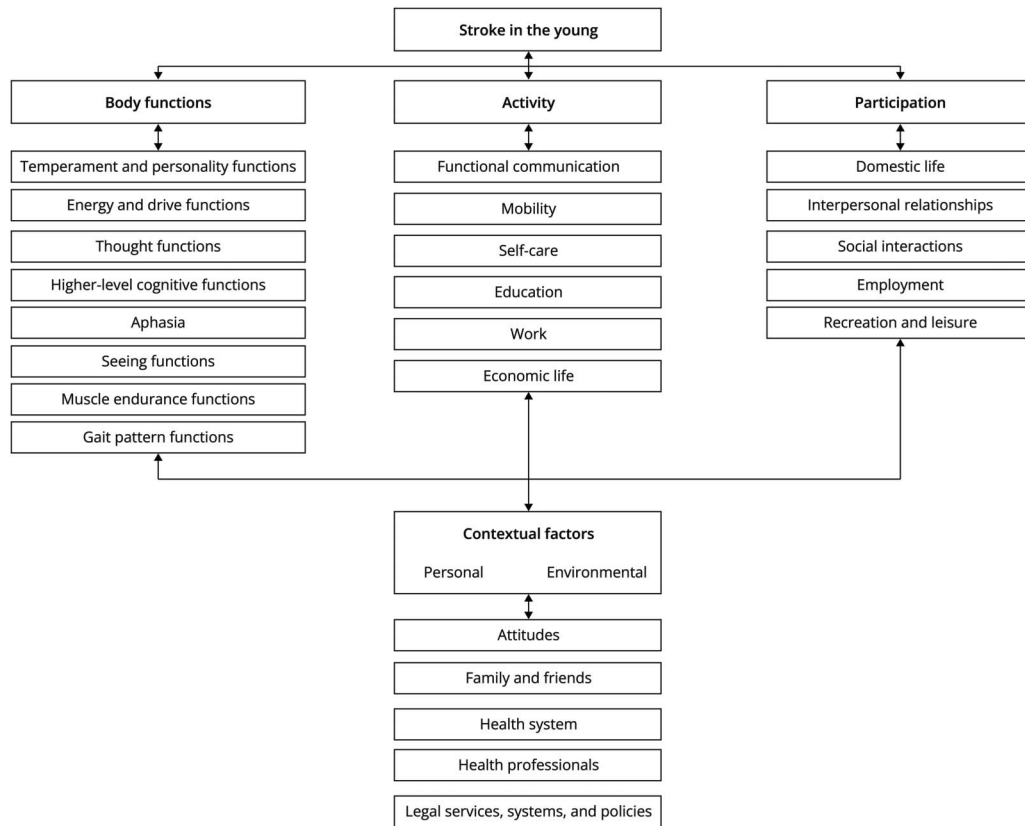 Stroke in the young
Body functions
Activity
Participation
Temperament and personality functions
Energy and drive functions
Thought functions
Higher-level cognitive functions
Aphasia
Seeing functions
Muscle endurance functions
Gait pattern functions
Functional communication
Mobility
Self-care
Education
Work
Economic life
Domestic life
Interpersonal relationships
Social interactions
Employment
Recreation and leisure
Contextual factors
Personal Environmental
Attitudes
Family and friends
Health system
Health professionals
Legal services, systems, and policies